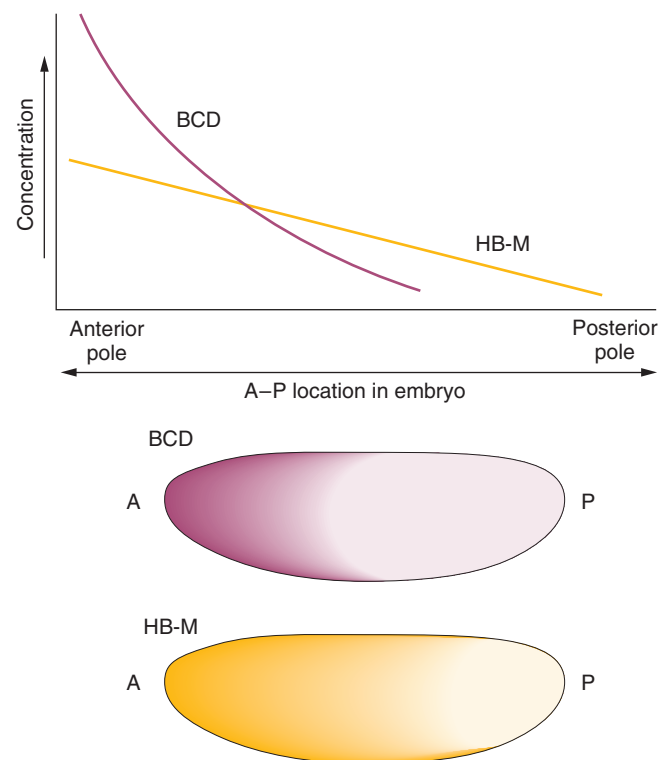 Concentration
BCD
HB-M
Anterior
pole
Posterior
pole
A–P location in embryo
BCD
A
P
HB-M
A
P